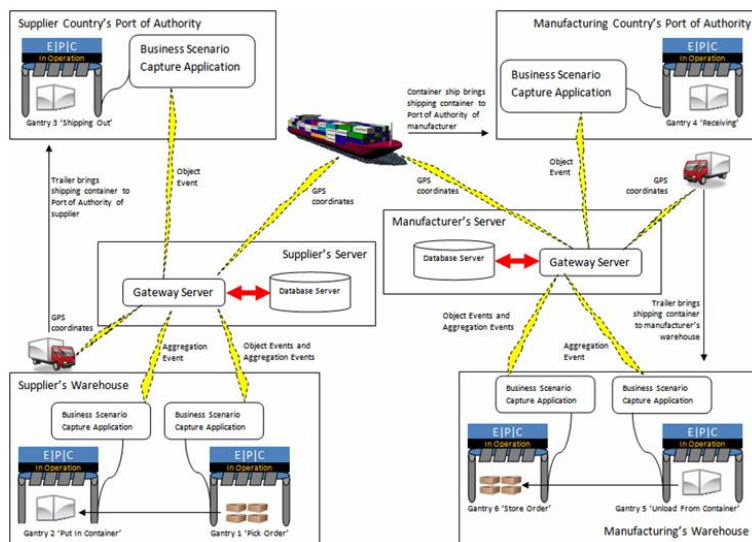 Supplier Country's Port of Authority
E|P|C
In Operation
Business Scenario
Capture Application
Gantry 3 'Shipping Out'
Manufacturing Country's Port of Authority
Business Scenario
Capture Application
E|P|C
In Operation
Gantry 4 'Receiving'
Container ship brings
shipping container to
Port of Authority of
manufacturer
Trailer brings
shipping container to
Port of Authority of
supplier
Object
Event
GPS
coordinates
GPS
coordinates
Object
Event
GPS
coordinates
Supplier's Server
Gateway Server
Database Server
Manufacturer's Server
Database Server
Gateway Server
GPS
coordinates
Aggregation
Event
Object Events and
Aggregation Events
Object Events and
Aggregation Events
Aggregation
Event
Trailer brings
shipping container
to manufacturer's
warehouse
Supplier's Warehouse
Business Scenario
Capture Application
Business Scenario
Capture Application
E|P|C
In Operation
E|P|C
In Operation
Gantry 2 'Put In Container'
Gantry 1 'Pick Order'
Business Scenario
Capture Application
Business Scenario
Capture Application
E|P|C
In Operation
E|P|C
In Operation
Gantry 6 'Store Order'
Gantry 5 'Unload From Container'
Manufacturing's Warehouse